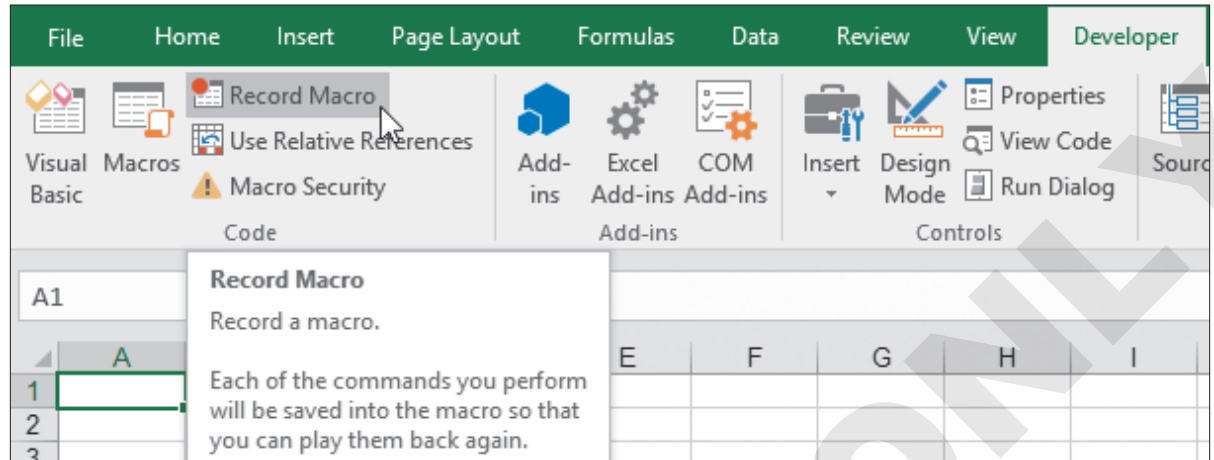 File Home Insert Page Layout Formulas Data Review View Developer
Record Macro
Use Relative References
Macro Security
Visual Basic
Macros
Code
Add-ins
Excel Add-ins
COM Add-ins
Add-ins
Insert
Design Mode
Properties
View Code
Run Dialog
Controls
A1
Record Macro
Record a macro.
Each of the commands you perform
will be saved into the macro so that
you can play them back again.
A E F G H I
1
2
3
ONLY